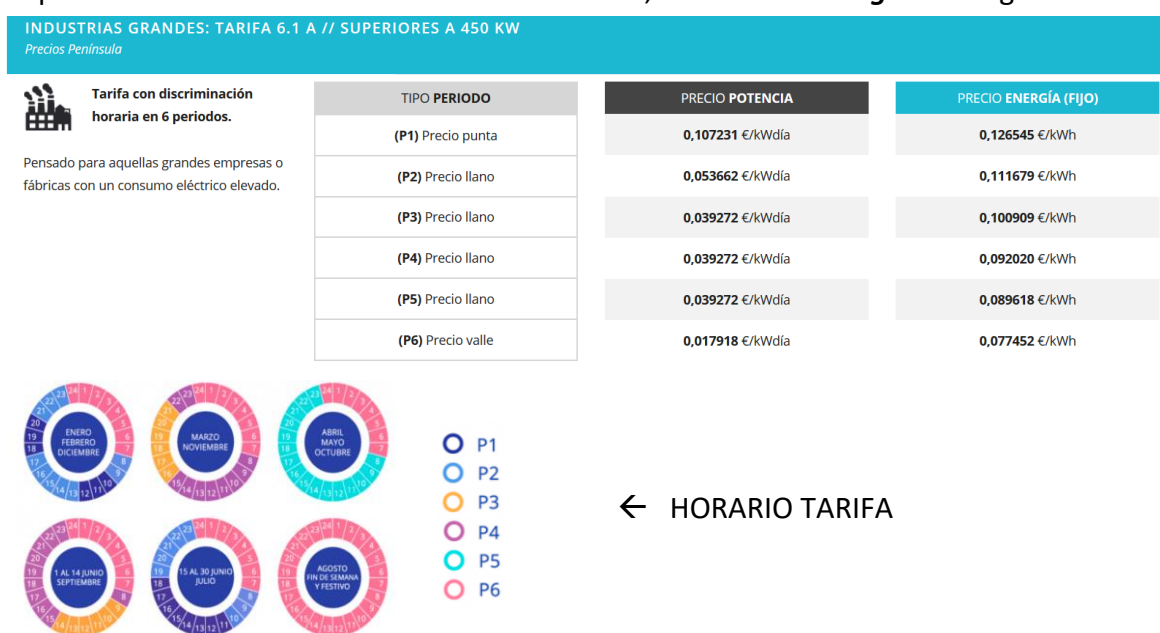 INDUSTRIAS GRANDES: TARIFA 6.1 A // SUPERIORES A 450 KW
Precios Península
Tarifa con discriminación
horaria en 6 periodos.
Pensado para aquellas grandes empresas o
fábricas con un consumo eléctrico elevado.
TIPO PERIODO PRECIO POTENCIA PRECIO ENERGÍA (FIJO)
(P1) Precio punta 0,107231 €/kWdía 0,126545 €/kWh
(P2) Precio llano 0,053662 €/kWdía 0,111679 €/kWh
(P3) Precio llano 0,039272 €/kWdía 0,100909 €/kWh
(P4) Precio llano 0,039272 €/kWdía 0,092020 €/kWh
(P5) Precio llano 0,039272 €/kWdía 0,089618 €/kWh
(P6) Precio valle 0,017918 €/kWdía 0,077452 €/kWh
ENERO
FEBRERO
DICIEMBRE
MARZO
NOVIEMBRE
ABRIL
MAYO
OCTUBRE
1 AL 14 JUNIO
SEPTIEMBRE
15 AL 30 JUNIO
JULIO
AGOSTO
FIN DE SEMANA
Y FESTIVO
P1
P2
P3
P4
P5
P6
← HORARIO TARIFA